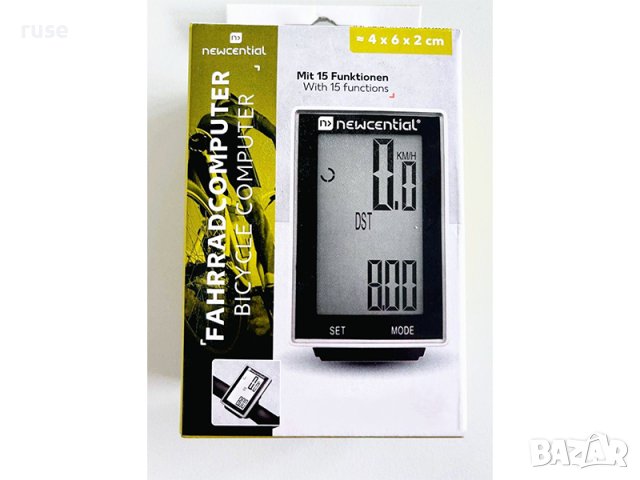 ruse
n>
newcential
≈ 4 x 6 x 2 cm
Mit 15 Funktionen
With 15 functions
FAHRRADCOMPUTER
BICYCLE COMPUTER
n> newcential®
0.0
KM/H
DST
8.00
SET MODE
BAZAR